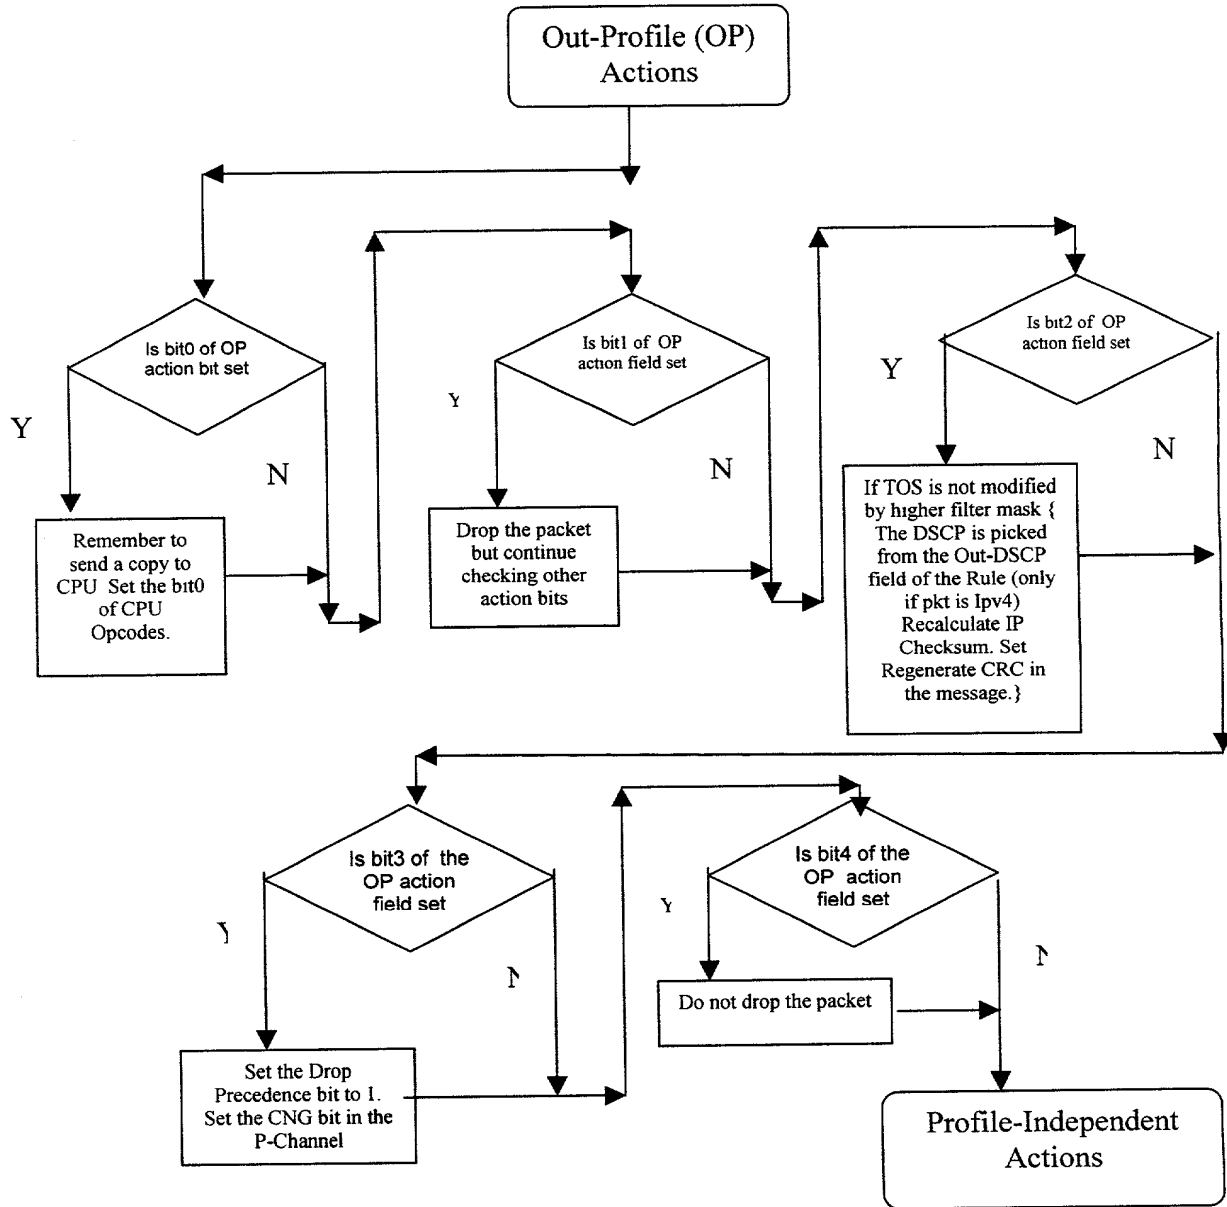 Out-Profile (OP)
Actions
Is bit0 of OP
action bit set
Y
N
Remember to
send a copy to
CPU Set the bit0
of CPU
Opcodes.
Is bit1 of OP
action field set
Y
N
Drop the packet
but continue
checking other
action bits
Is bit2 of OP
action field set
Y
N
If TOS is not modified
by higher filter mask {
The DSCP is picked
from the Out-DSCP
field of the Rule (only
if pkt is Ipv4)
Recalculate IP
Checksum. Set
Regenerate CRC in
the message.}
Is bit3 of the
OP action
field set
Y
N
Set the Drop
Precedence bit to 1.
Set the CNG bit in the
P-Channel
Is bit4 of the
OP action
field set
Y
N
Do not drop the packet
Profile-Independent
Actions